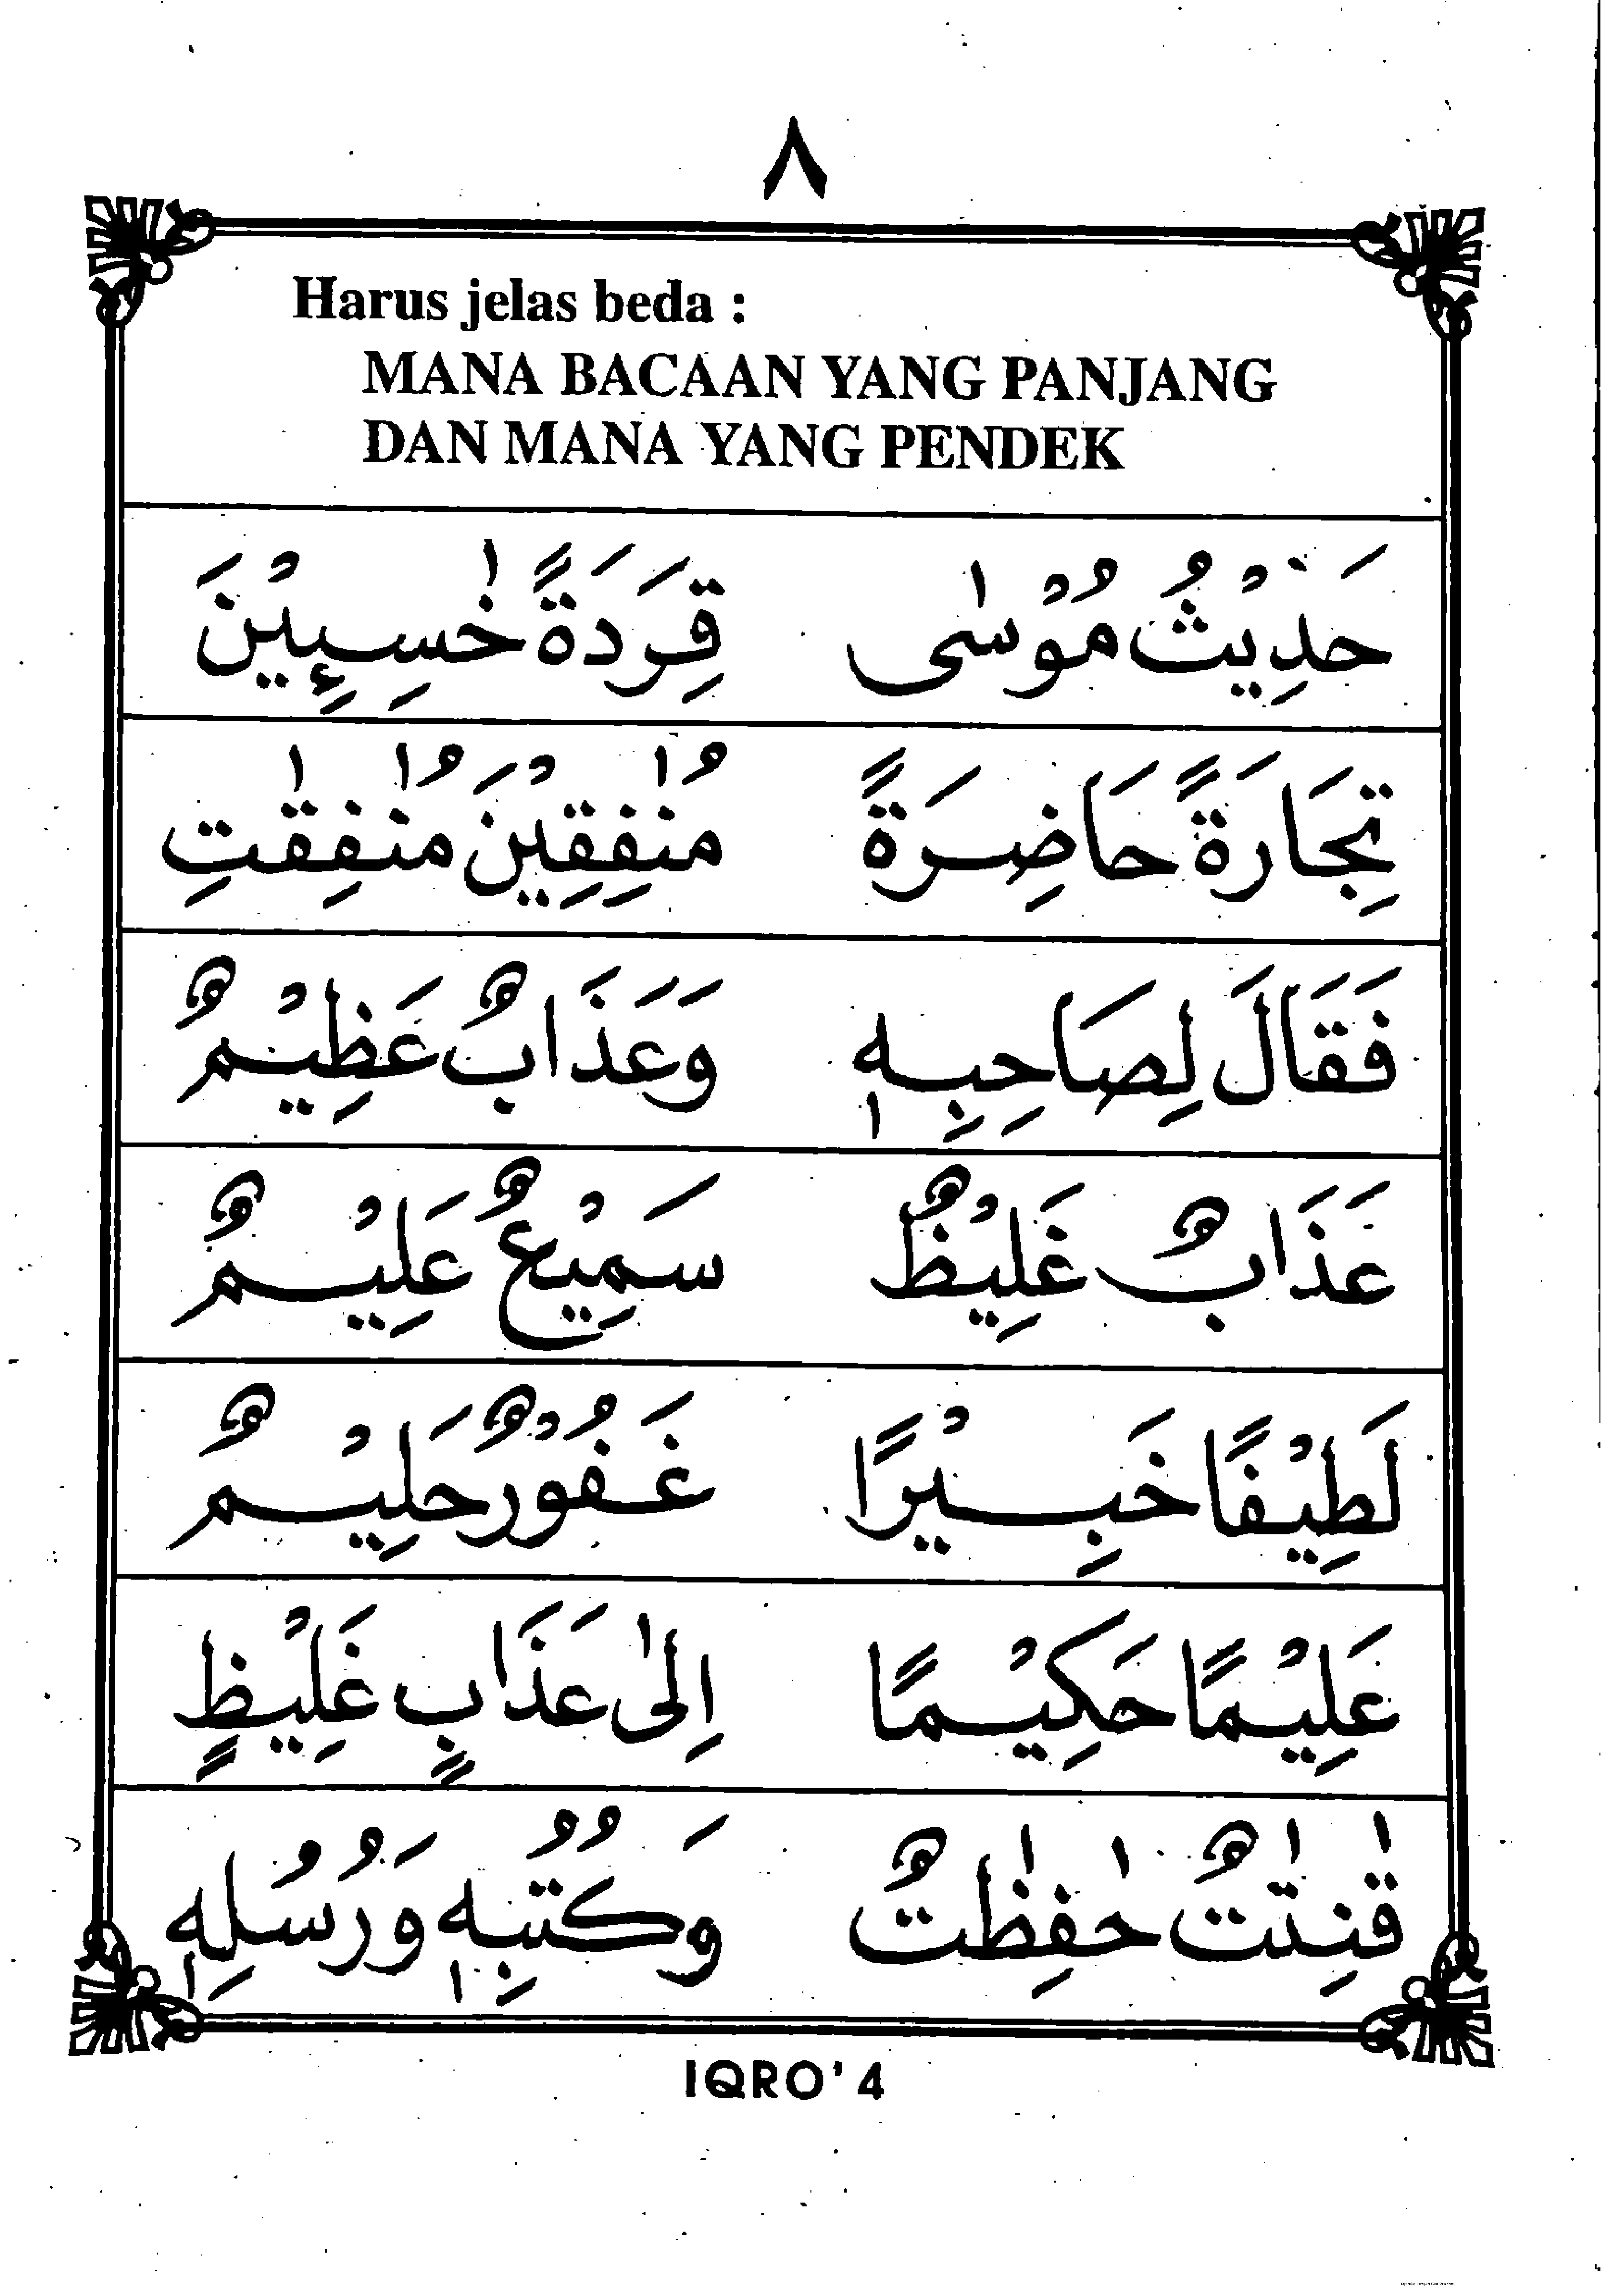 ٨
Harus jelas beda :
MANA BACAAN YANG PANJANG
DAN MANA YANG PENDEK
حَدِيْثُ مُوْسٰى قِرَدَةً خٰسِـِٕيْنَ
تِجَارَةً حَاضِرَةً مُنٰفِقِيْنَ مُنٰفِقٰتِ
فَقَالَ لِصَاحِبِهٖ وَعَذَابٌ عَظِيْمٌ
عَذَابٌ غَلِيْظٌ سَمِيْعٌ عَلِيْمٌ
لَطِيْفًا خَبِيْرًا غَفُوْرٌ حَلِيْمٌ
عَلِيْمًا حَكِيْمًا اِلٰى عَذَابٍ غَلِيْظٍ
قٰنِتٰتٌ حٰفِظٰتٌ وَكُتُبِهٖ وَرُسُلِهٖ
IQRO' 4